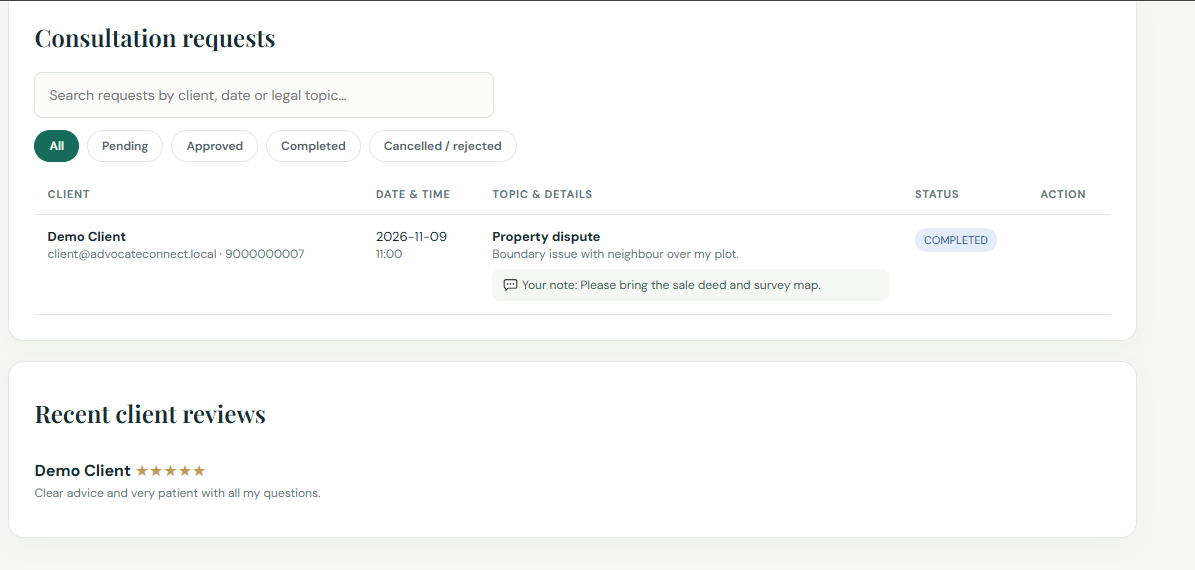 Consultation requests
Search requests by client, date or legal topic...
All Pending Approved Completed Cancelled / rejected
CLIENT DATE & TIME TOPIC & DETAILS STATUS ACTION
Demo Client 2026-11-09 Property dispute COMPLETED
client@advocateconnect.local · 9000000007 11:00 Boundary issue with neighbour over my plot.
💬 Your note: Please bring the sale deed and survey map.
Recent client reviews
Demo Client ★★★★★
Clear advice and very patient with all my questions.